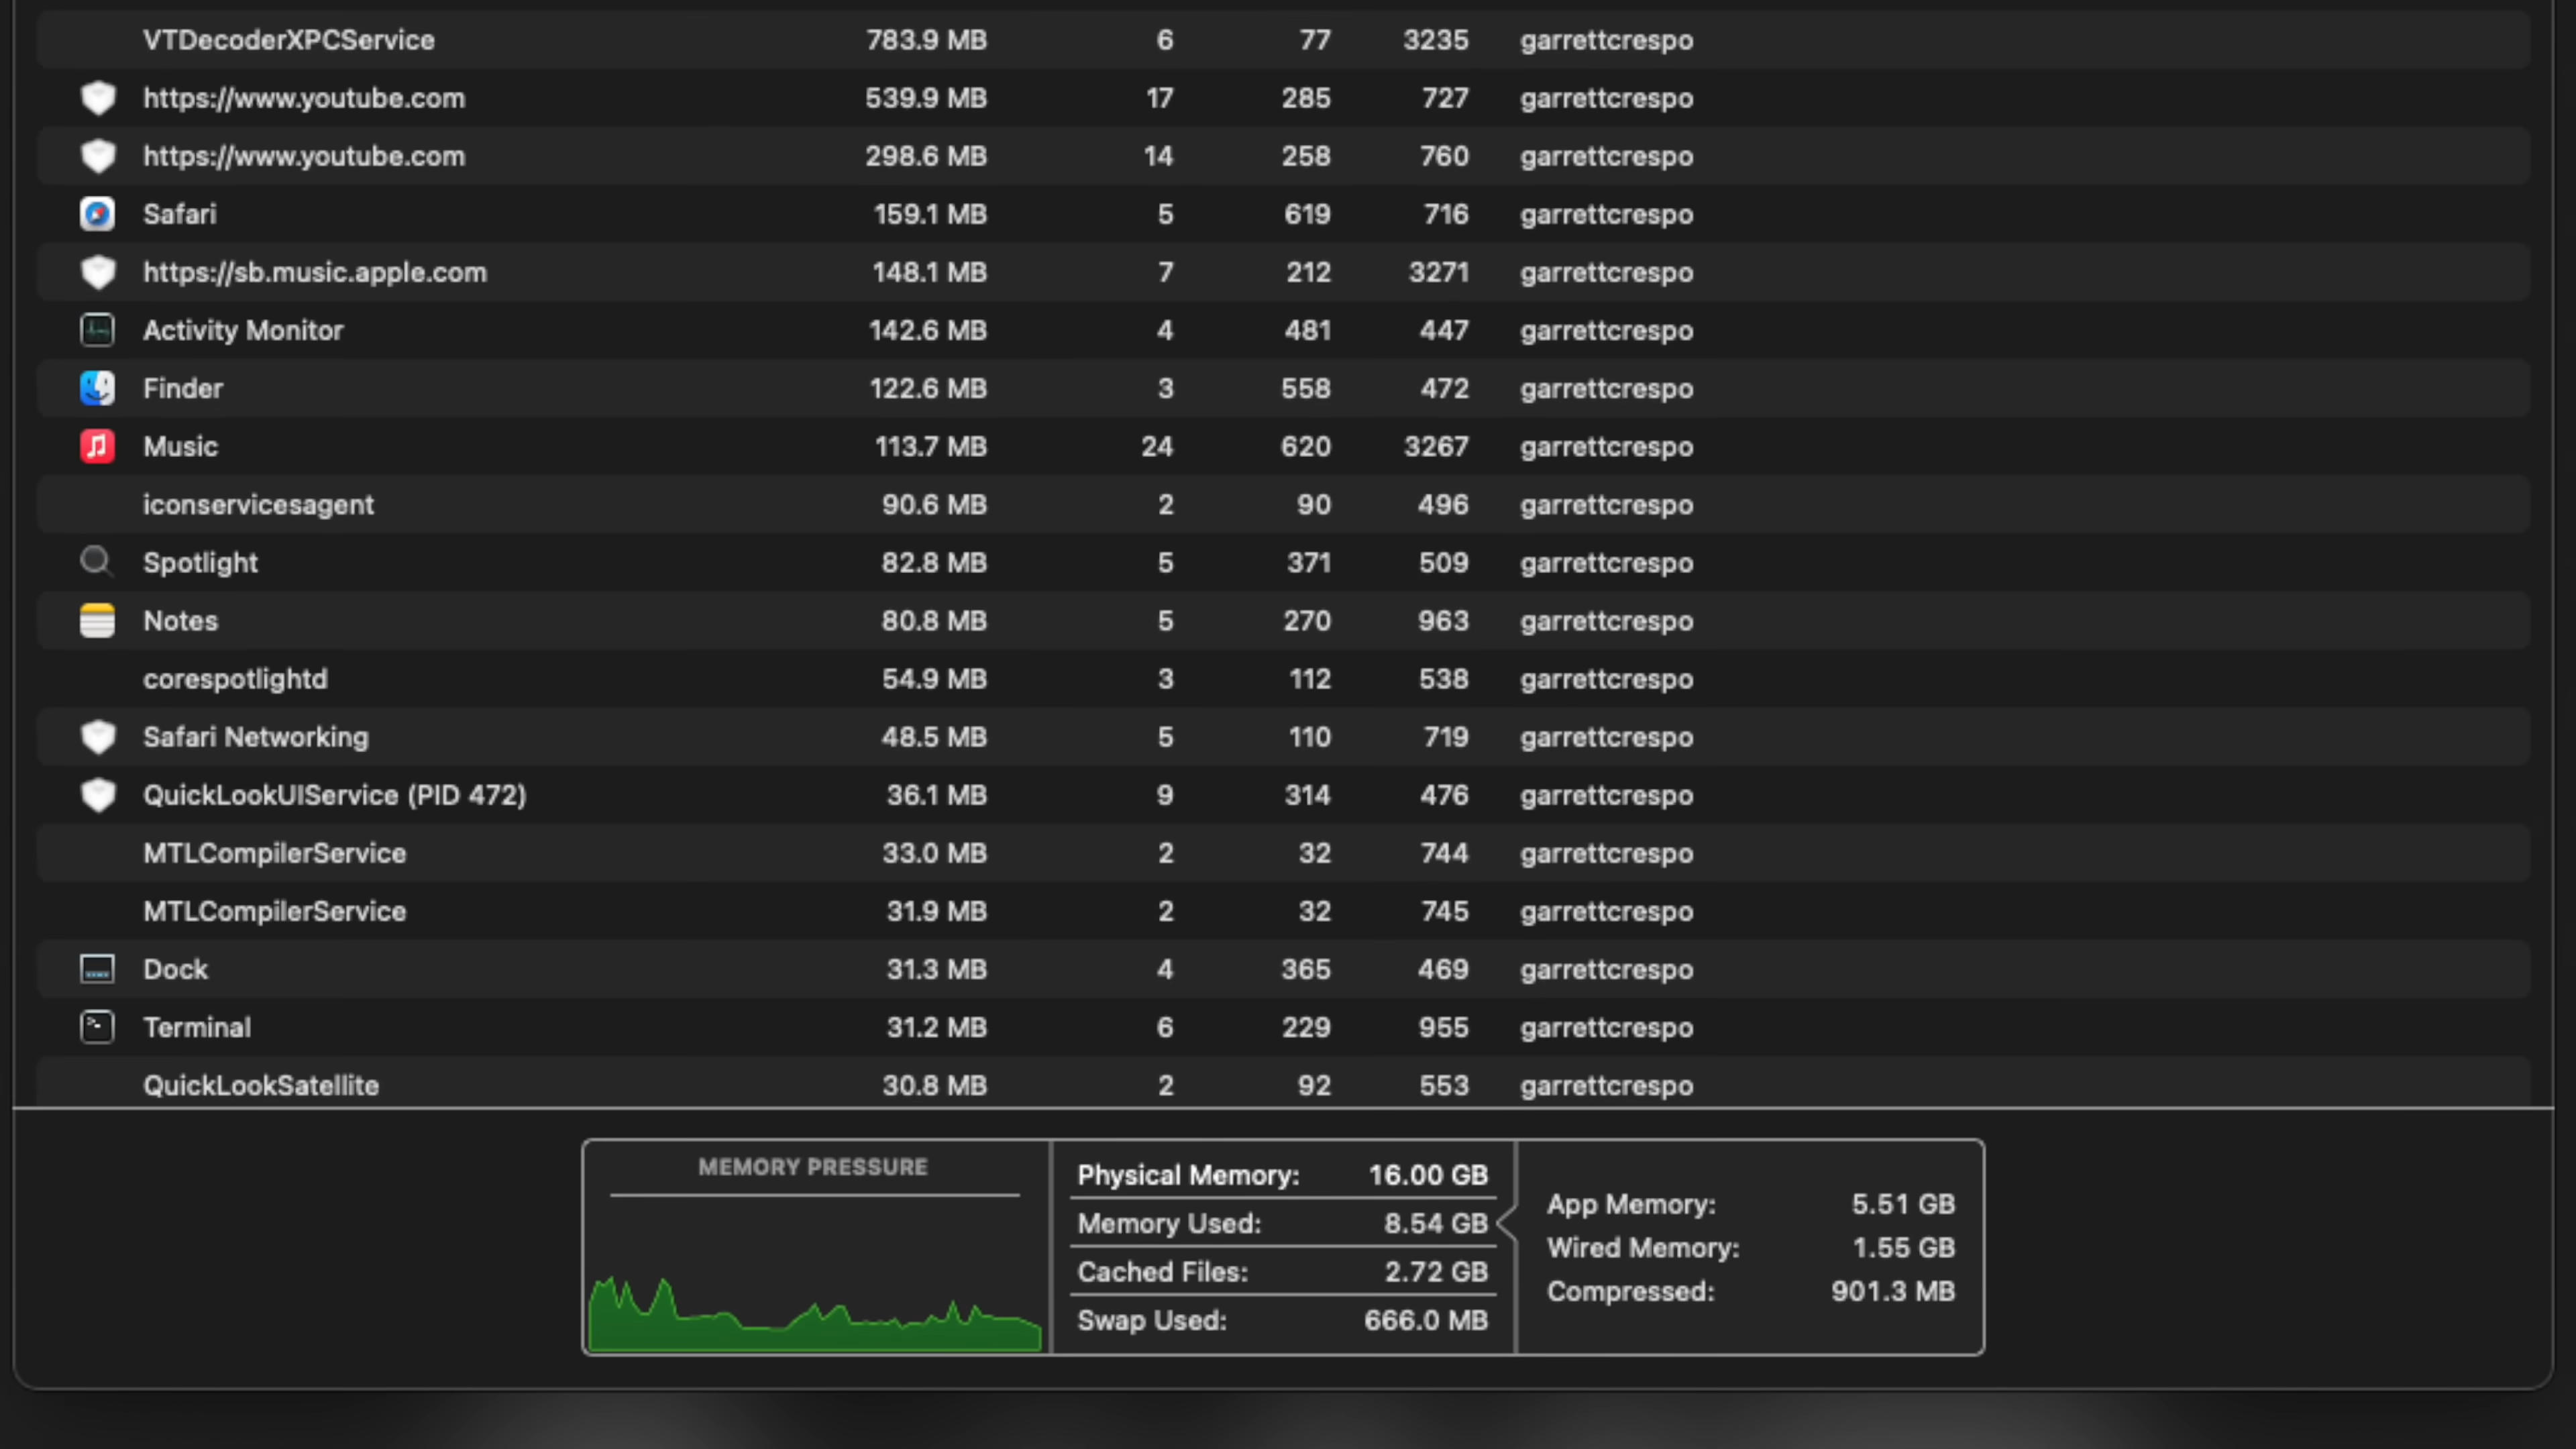 VTDecoderXPCService 783.9 MB 6 77 3235 garrettcrespo
https://www.youtube.com 539.9 MB 17 285 727 garrettcrespo
https://www.youtube.com 298.6 MB 14 258 760 garrettcrespo
Safari 159.1 MB 5 619 716 garrettcrespo
https://sb.music.apple.com 148.1 MB 7 212 3271 garrettcrespo
Activity Monitor 142.6 MB 4 481 447 garrettcrespo
Finder 122.6 MB 3 558 472 garrettcrespo
Music 113.7 MB 24 620 3267 garrettcrespo
iconservicesagent 90.6 MB 2 90 496 garrettcrespo
Spotlight 82.8 MB 5 371 509 garrettcrespo
Notes 80.8 MB 5 270 963 garrettcrespo
corespotlightd 54.9 MB 3 112 538 garrettcrespo
Safari Networking 48.5 MB 5 110 719 garrettcrespo
QuickLookUIService (PID 472) 36.1 MB 9 314 476 garrettcrespo
MTLCompilerService 33.0 MB 2 32 744 garrettcrespo
MTLCompilerService 31.9 MB 2 32 745 garrettcrespo
Dock 31.3 MB 4 365 469 garrettcrespo
Terminal 31.2 MB 6 229 955 garrettcrespo
QuickLookSatellite 30.8 MB 2 92 553 garrettcrespo
MEMORY PRESSURE
Physical Memory: 16.00 GB
Memory Used: 8.54 GB
Cached Files: 2.72 GB
Swap Used: 666.0 MB
App Memory: 5.51 GB
Wired Memory: 1.55 GB
Compressed: 901.3 MB